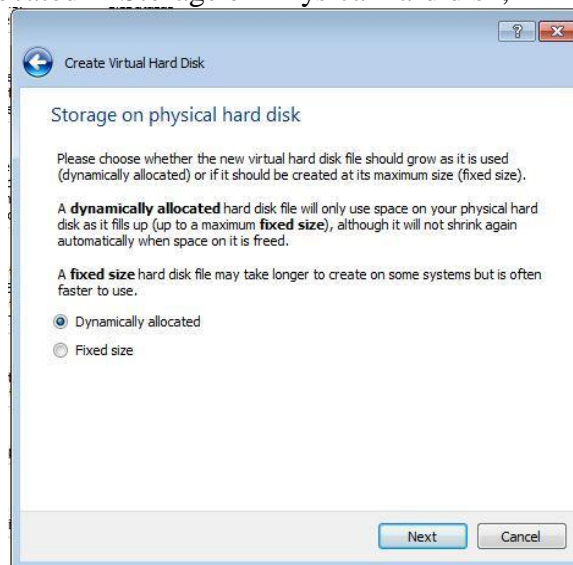 Storage on physical hard disk,
?
Create Virtual Hard Disk
Storage on physical hard disk
Please choose whether the new virtual hard disk file should grow as it is used
(dynamically allocated) or if it should be created at its maximum size (fixed size).
A dynamically allocated hard disk file will only use space on your physical hard
disk as it fills up (up to a maximum fixed size), although it will not shrink again
automatically when space on it is freed.
A fixed size hard disk file may take longer to create on some systems but is often
faster to use.
Dynamically allocated
Fixed size
Next Cancel